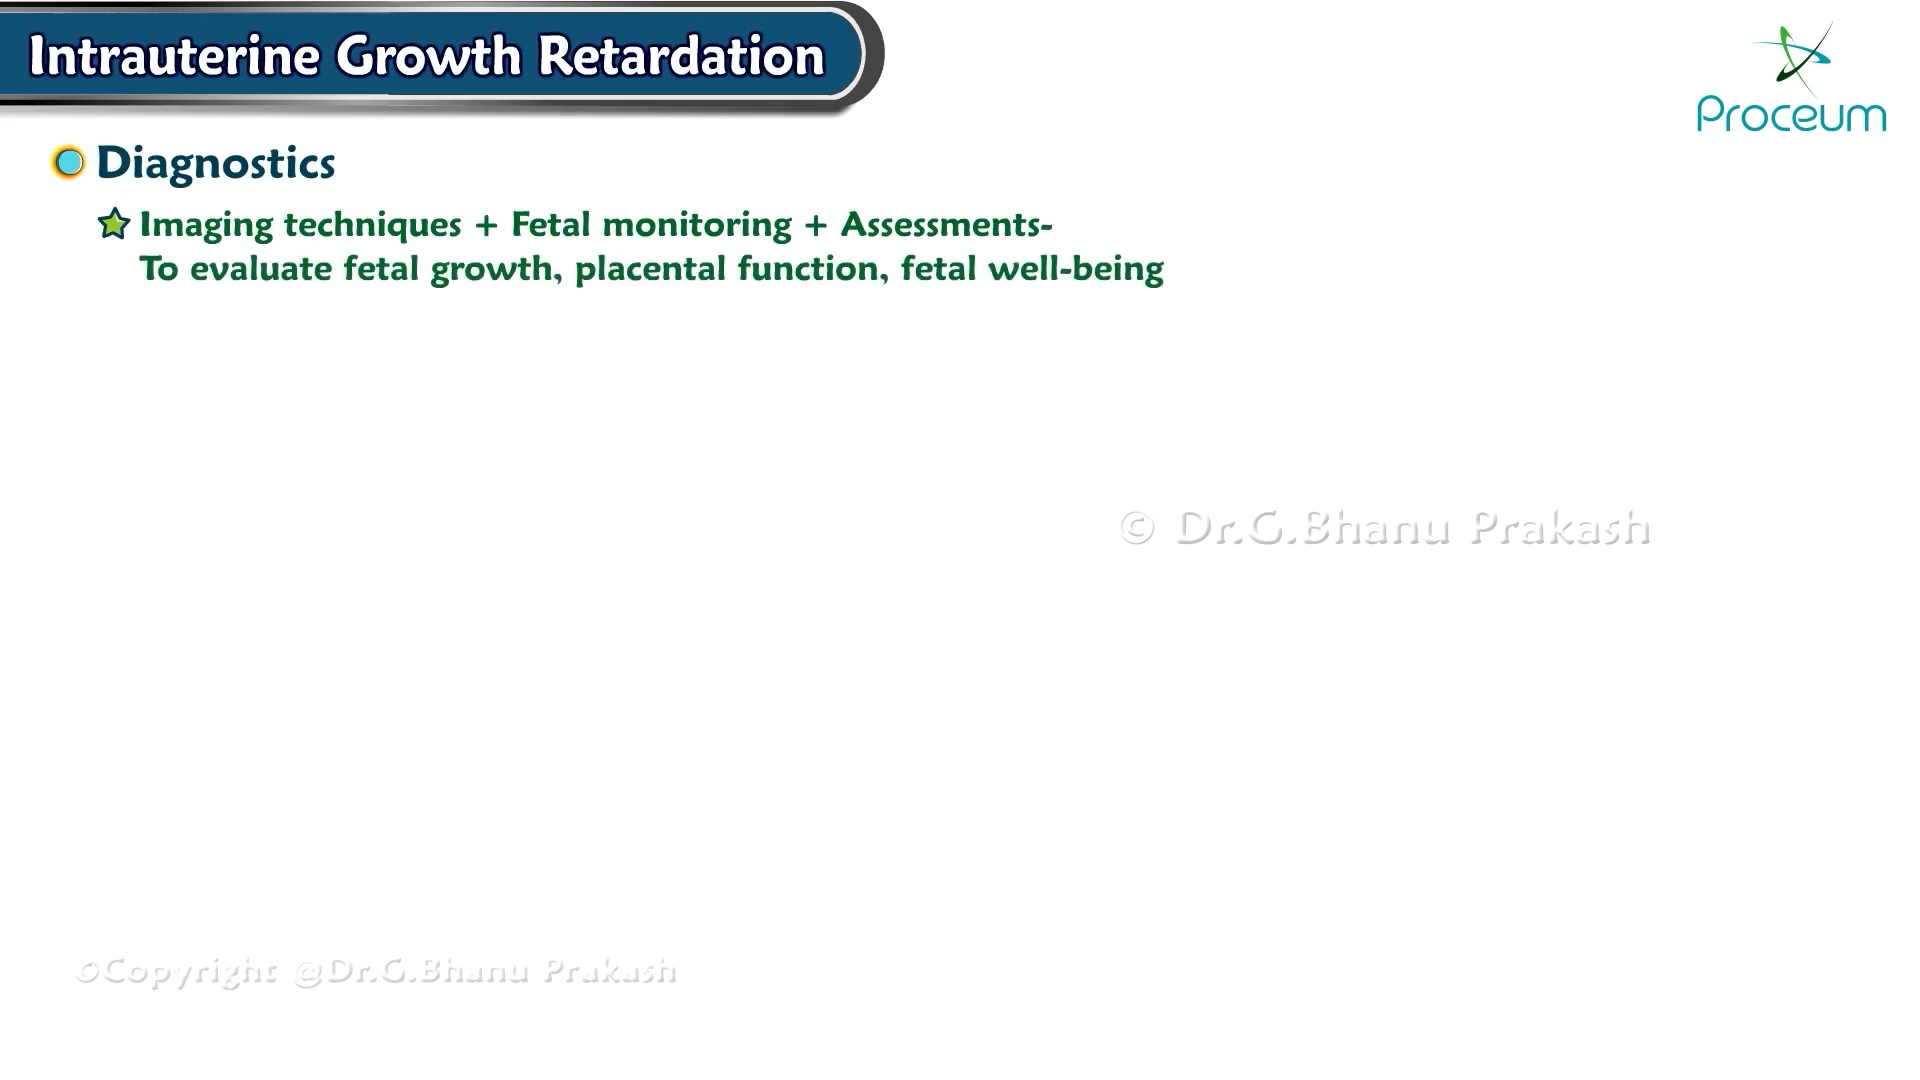 Intrauterine Growth Retardation
Proceum
Diagnostics
Imaging techniques + Fetal monitoring + Assessments-
To evaluate fetal growth, placental function, fetal well-being
© Dr.G.Bhanu Prakash
©Copyright @Dr.G.Bhanu Prakash